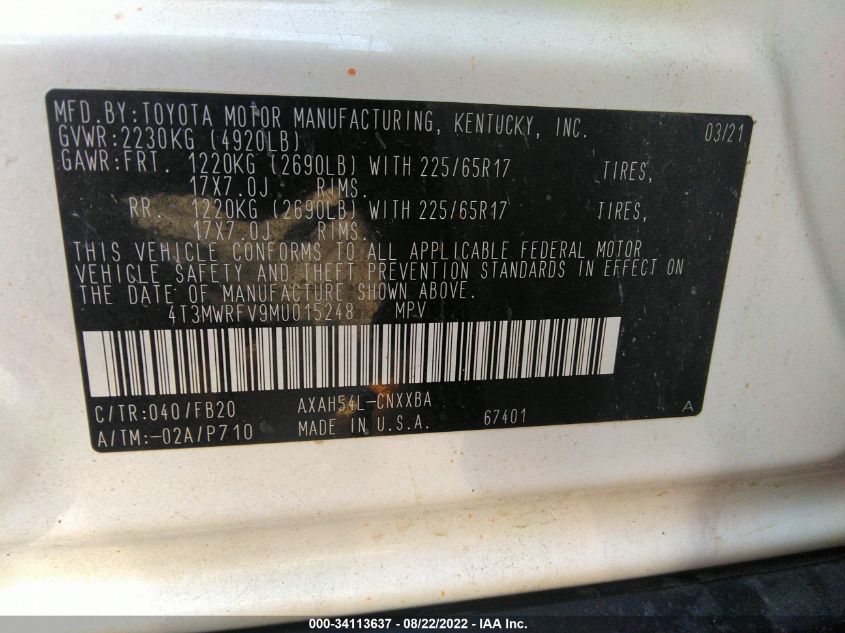 MFD.BY:TOYOTA MOTOR MANUFACTURING, KENTUCKY, INC. 03/21
GVWR:2230KG (4920LB)
GAWR:FRT. 1220KG (2690LB) WITH 225/65R17 TIRES,
17X7.0J RIMS.
RR. 1220KG (2690LB) WITH 225/65R17 TIRES,
17X7.0J RIMS.
THIS VEHICLE CONFORMS TO ALL APPLICABLE FEDERAL MOTOR
VEHICLE SAFETY AND THEFT PREVENTION STANDARDS IN EFFECT ON
THE DATE OF MANUFACTURE SHOWN ABOVE.
4T3MWRFV9MU015248 MPV
C/TR:040/FB20 AXAH54L-CNXXBA
A/TM:-02A/P710 MADE IN U.S.A. 67401 A
000-34113637 - 08/22/2022 - IAA Inc.